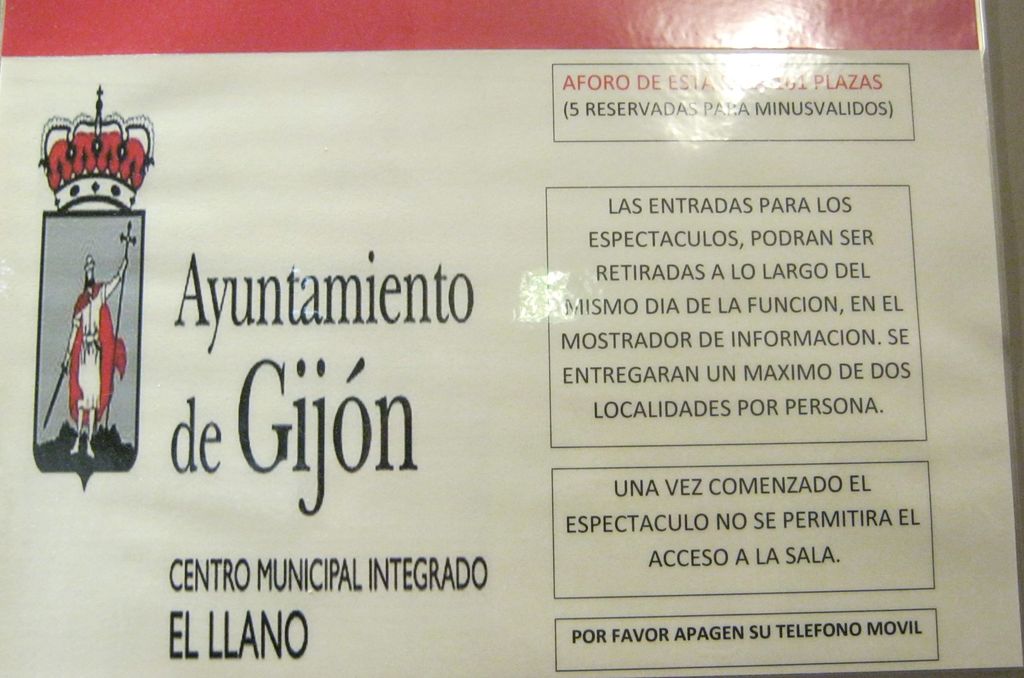 Ayuntamiento
de Gijón
CENTRO MUNICIPAL INTEGRADO
EL LLANO
AFORO DE ESTA PLAZAS
(5 RESERVADAS PARA MINUSVALIDOS)
LAS ENTRADAS PARA LOS
ESPECTACULOS, PODRAN SER
RETIRADAS A LO LARGO DEL
MISMO DIA DE LA FUNCION, EN EL
MOSTRADOR DE INFORMACION. SE
ENTREGARAN UN MAXIMO DE DOS
LOCALIDADES POR PERSONA.
UNA VEZ COMENZADO EL
ESPECTACULO NO SE PERMITIRA EL
ACCESO A LA SALA.
POR FAVOR APAGEN SU TELEFONO MOVIL